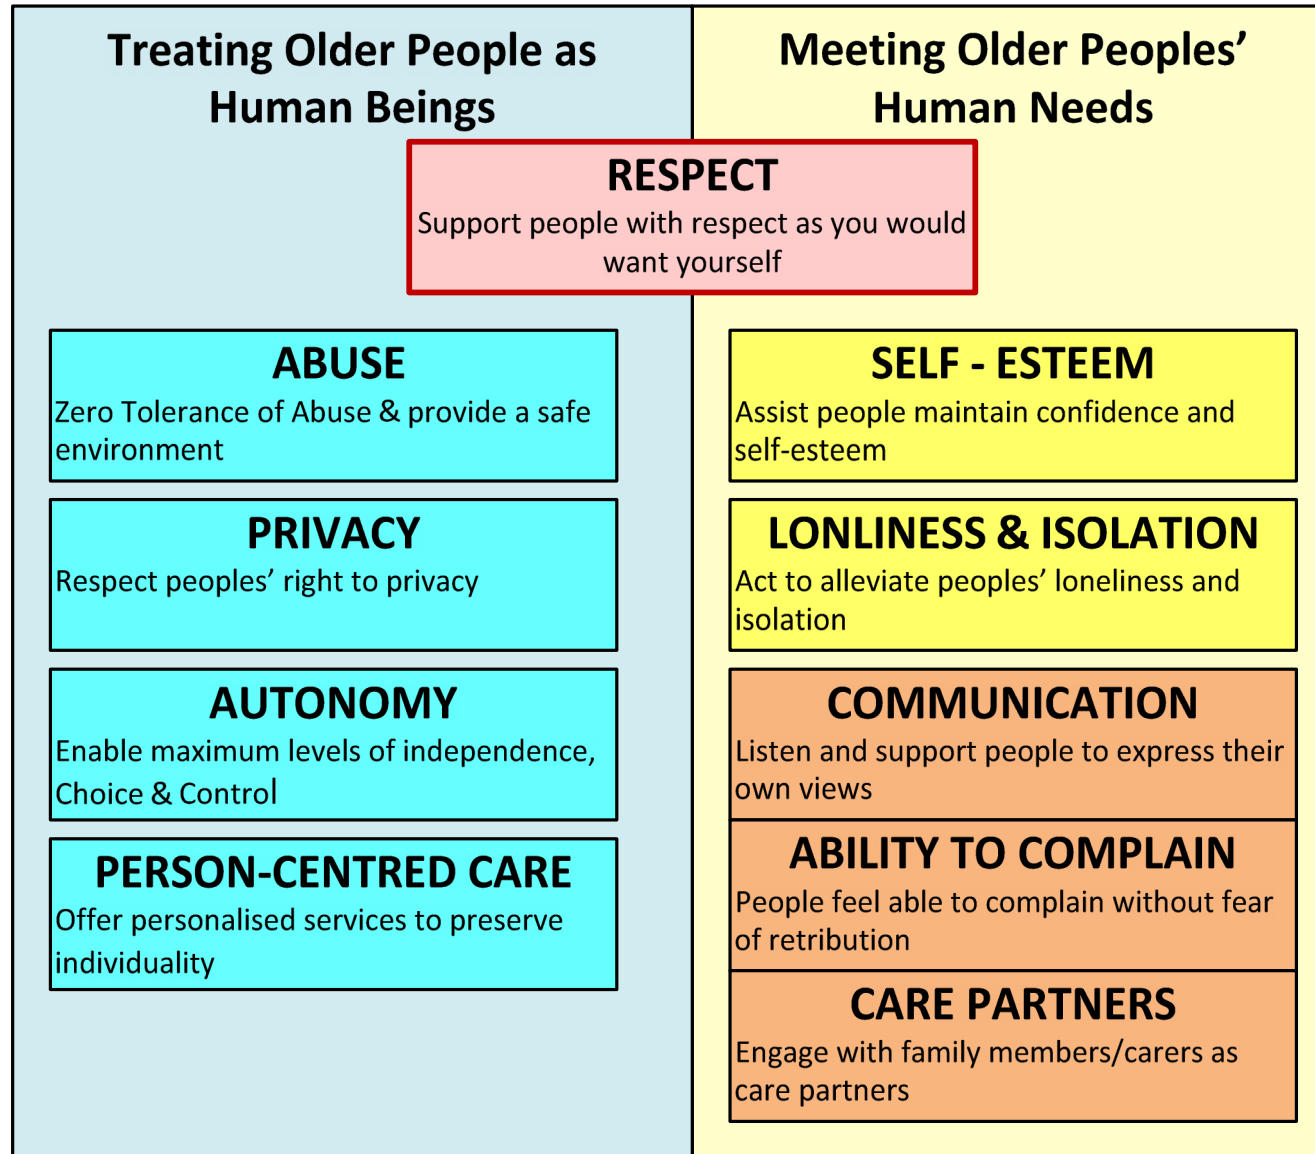 Treating Older People as
Human Beings
Meeting Older Peoples’
Human Needs
RESPECT
Support people with respect as you would
want yourself
ABUSE
Zero Tolerance of Abuse & provide a safe
environment
PRIVACY
Respect peoples’ right to privacy
AUTONOMY
Enable maximum levels of independence,
Choice & Control
PERSON-CENTRED CARE
Offer personalised services to preserve
individuality
SELF - ESTEEM
Assist people maintain confidence and
self-esteem
LONLINESS & ISOLATION
Act to alleviate peoples’ loneliness and
isolation
COMMUNICATION
Listen and support people to express their
own views
ABILITY TO COMPLAIN
People feel able to complain without fear
of retribution
CARE PARTNERS
Engage with family members/carers as
care partners